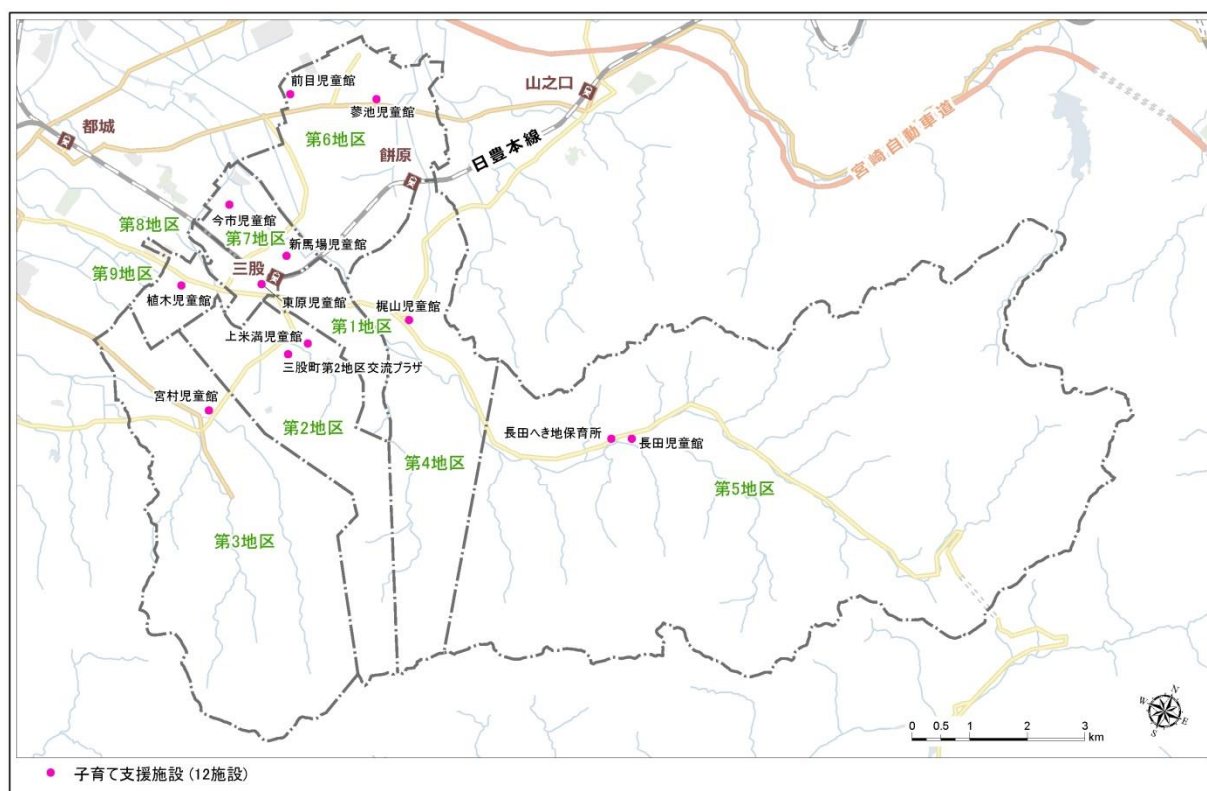 前目児童館
蓼池児童館
山之口
都城
第6地区
餅原
日豊本線
宮崎自動車道
今市児童館
第8地区
第7地区
新馬場児童館
第9地区
三股
植木児童館
東原児童館
梶山児童館
第1地区
上米満児童館
三股町第2地区交流プラザ
宮村児童館
第2地区
長田へき地保育所
長田児童館
第4地区
第5地区
第3地区
N
W
E
S
0 0.5 1 2 3
km
子育て支援施設 (12施設)